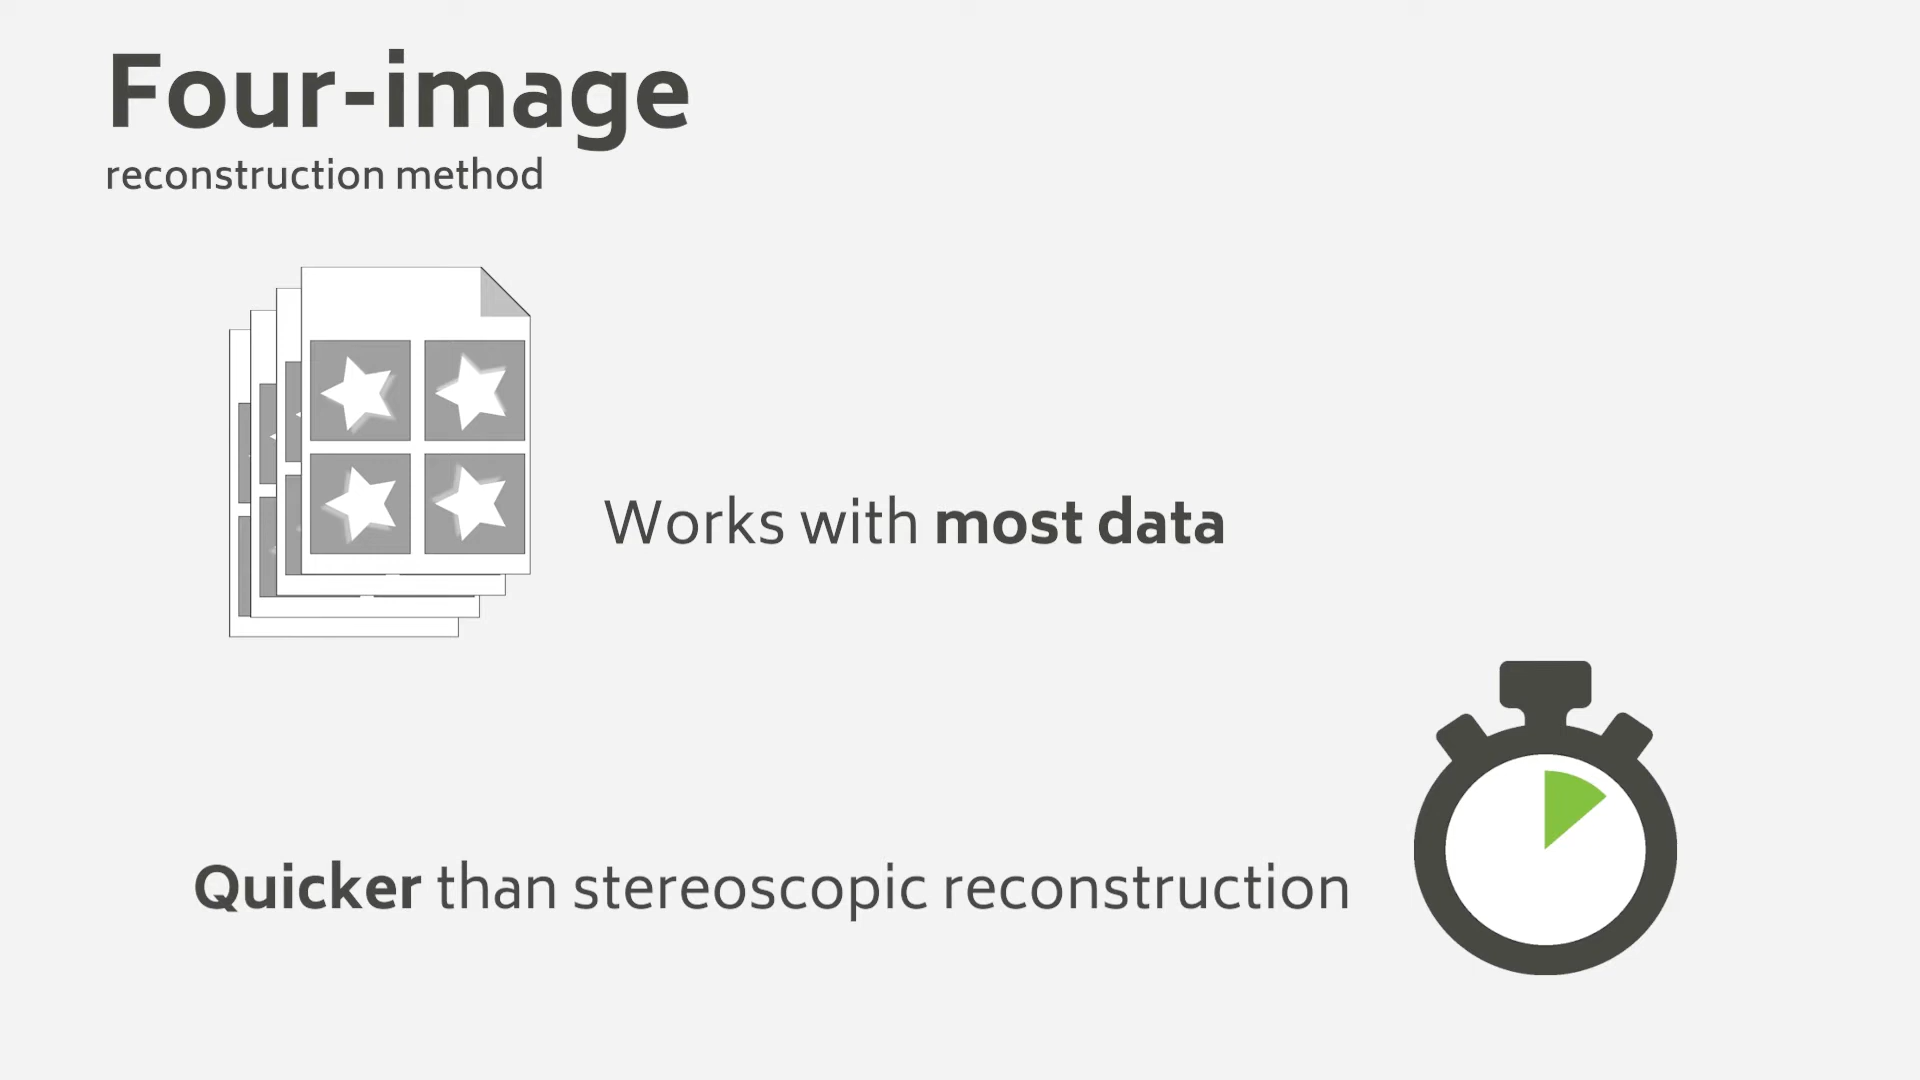 Four-image
reconstruction method
Works with most data
Quicker than stereoscopic reconstruction